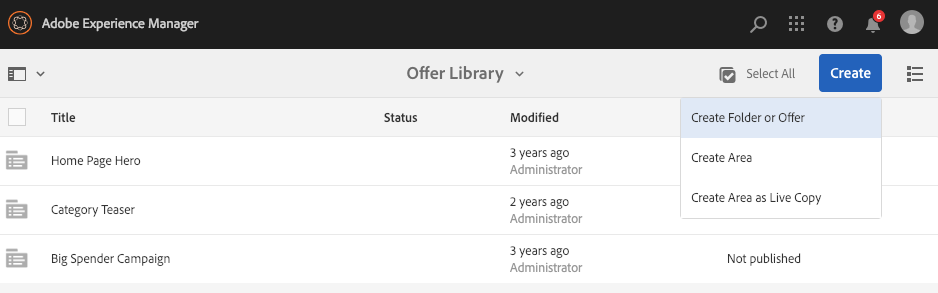 Adobe Experience Manager
6
Offer Library
Select All
Create
Title Status Modified
Create Folder or Offer
Create Area
Create Area as Live Copy
Home Page Hero
3 years ago
Administrator
Category Teaser
2 years ago
Administrator
Big Spender Campaign
3 years ago
Administrator
Not published